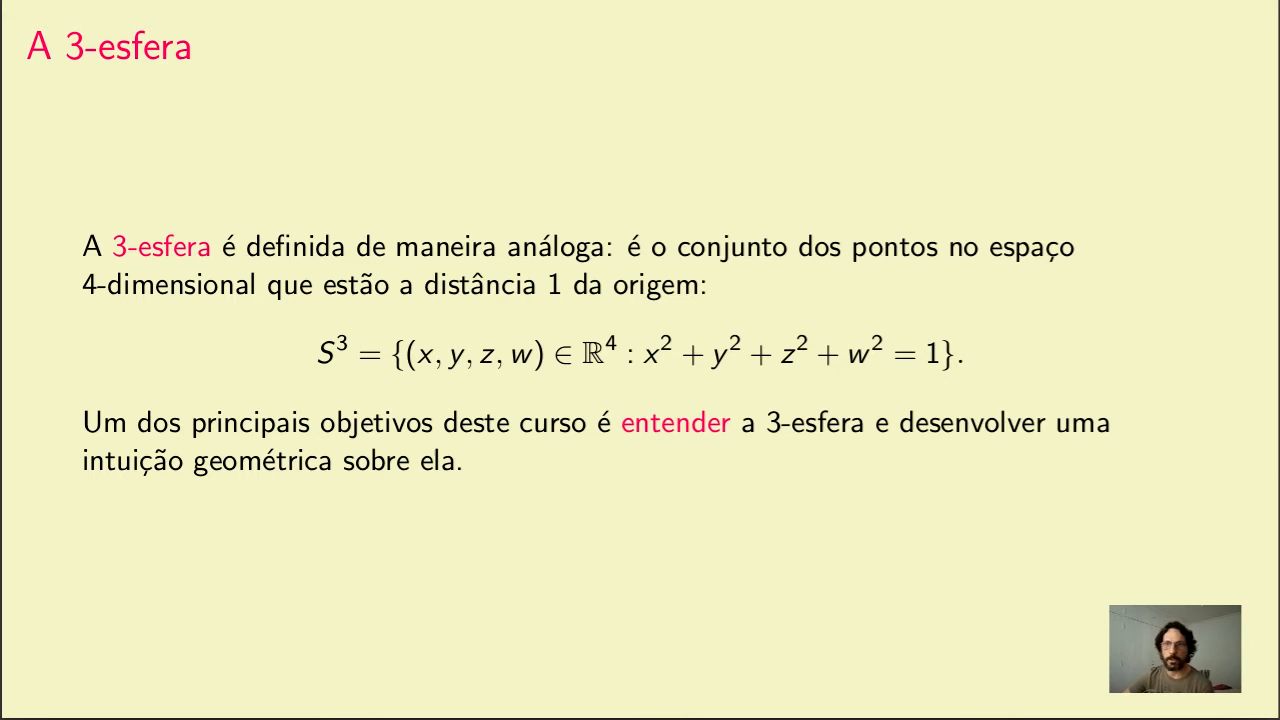 A 3-esfera
A 3-esfera é definida de maneira análoga: é o conjunto dos pontos no espaço
4-dimensional que estão a distância 1 da origem:
S³ = {(x, y, z, w) ∈ ℝ⁴ : x² + y² + z² + w² = 1}.
Um dos principais objetivos deste curso é entender a 3-esfera e desenvolver uma
intuição geométrica sobre ela.